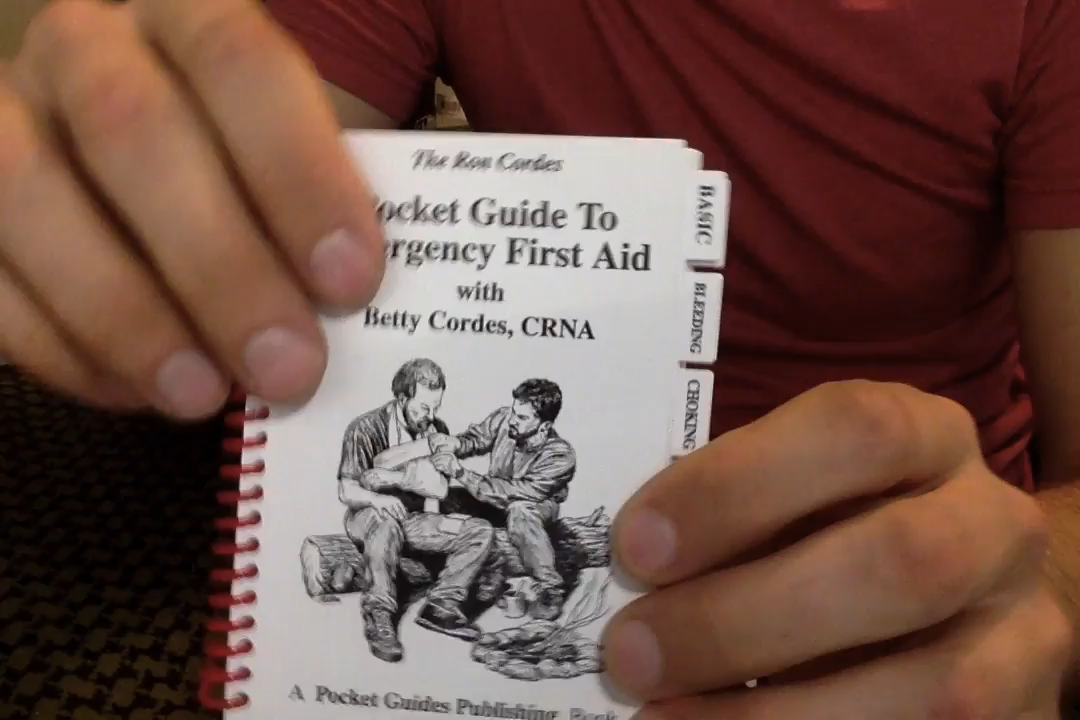 The Ron Cordes
ocket Guide To
ergency First Aid
with
Betty Cordes, CRNA
BASIC
BLEEDING
CHOKING
A Pocket Guides Publishing Book